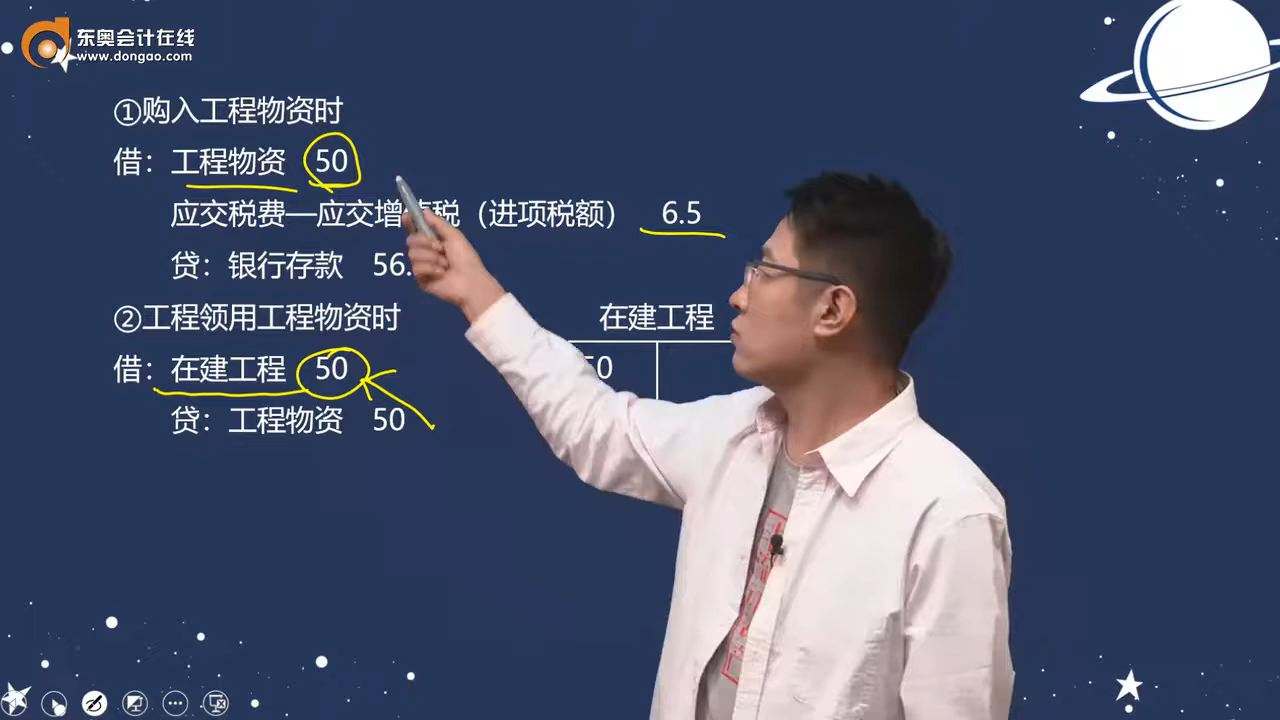 东奥会计在线
www.dongao.com
①购入工程物资时
借：工程物资 50
应交税费—应交增值税（进项税额） 6.5
贷：银行存款 56.
②工程领用工程物资时
在建工程
借：在建工程 50
50
贷：工程物资 50